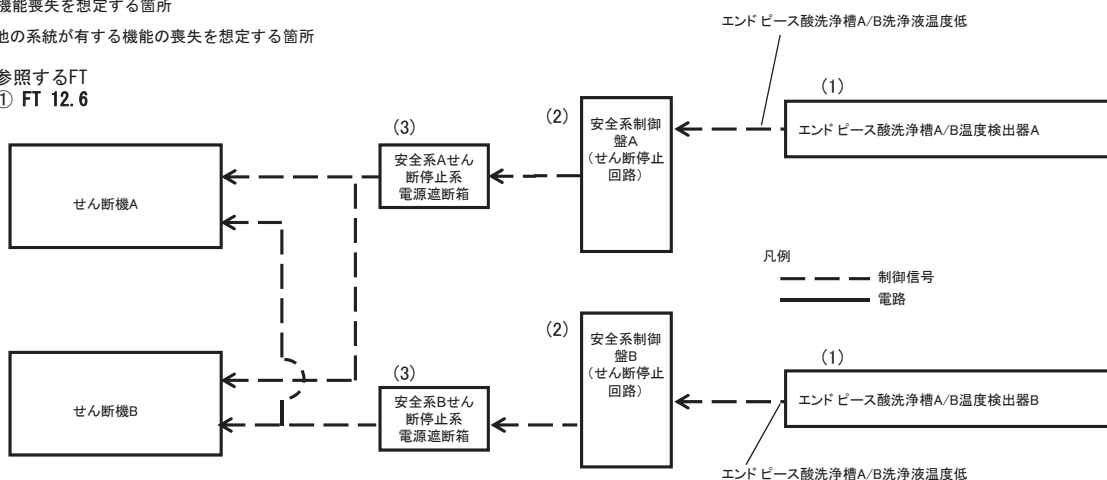 機能喪失を想定する箇所
他の系統が有する機能の喪失を想定する箇所
参照するFT
① FT 12.6
エンドピース酸洗浄槽A/B洗浄液温度低
(1)
エンドピース酸洗浄槽A/B温度検出器A
(2)
安全系制御
盤A
(せん断停止
回路)
(3)
安全系Aせん
断停止系
電源遮断箱
せん断機A
凡例
制御信号
電路
(2)
安全系制御
盤B
(せん断停止
回路)
(1)
エンドピース酸洗浄槽A/B温度検出器B
(3)
安全系Bせん
断停止系
電源遮断箱
せん断機B
エンドピース酸洗浄槽A/B洗浄液温度低